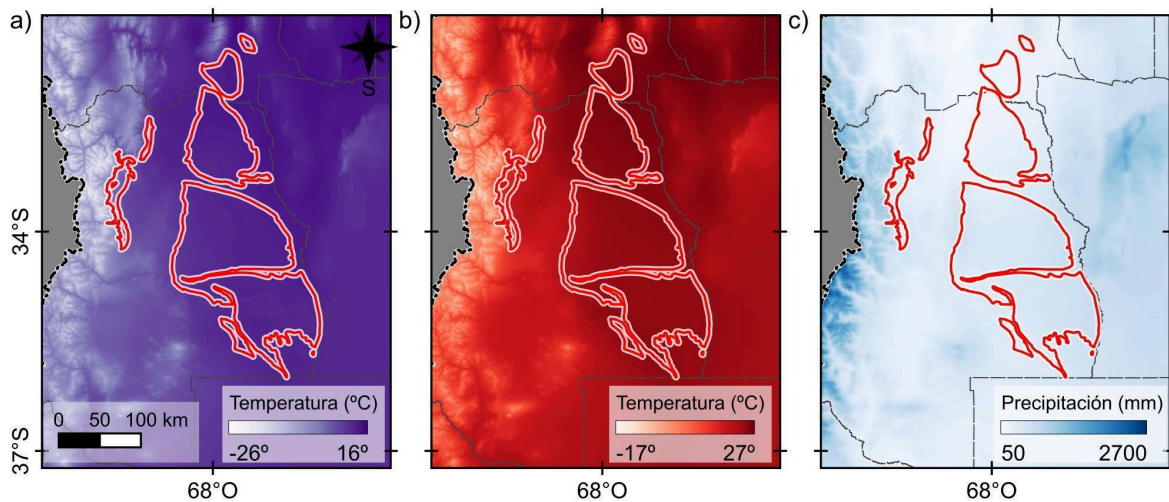 a)
S
34°S
37°S
0 50 100 km
Temperatura (ºC)
-26º 16º
68°O
b)
Temperatura (ºC)
-17º 27º
68°O
c)
Precipitación (mm)
50 2700
68°O